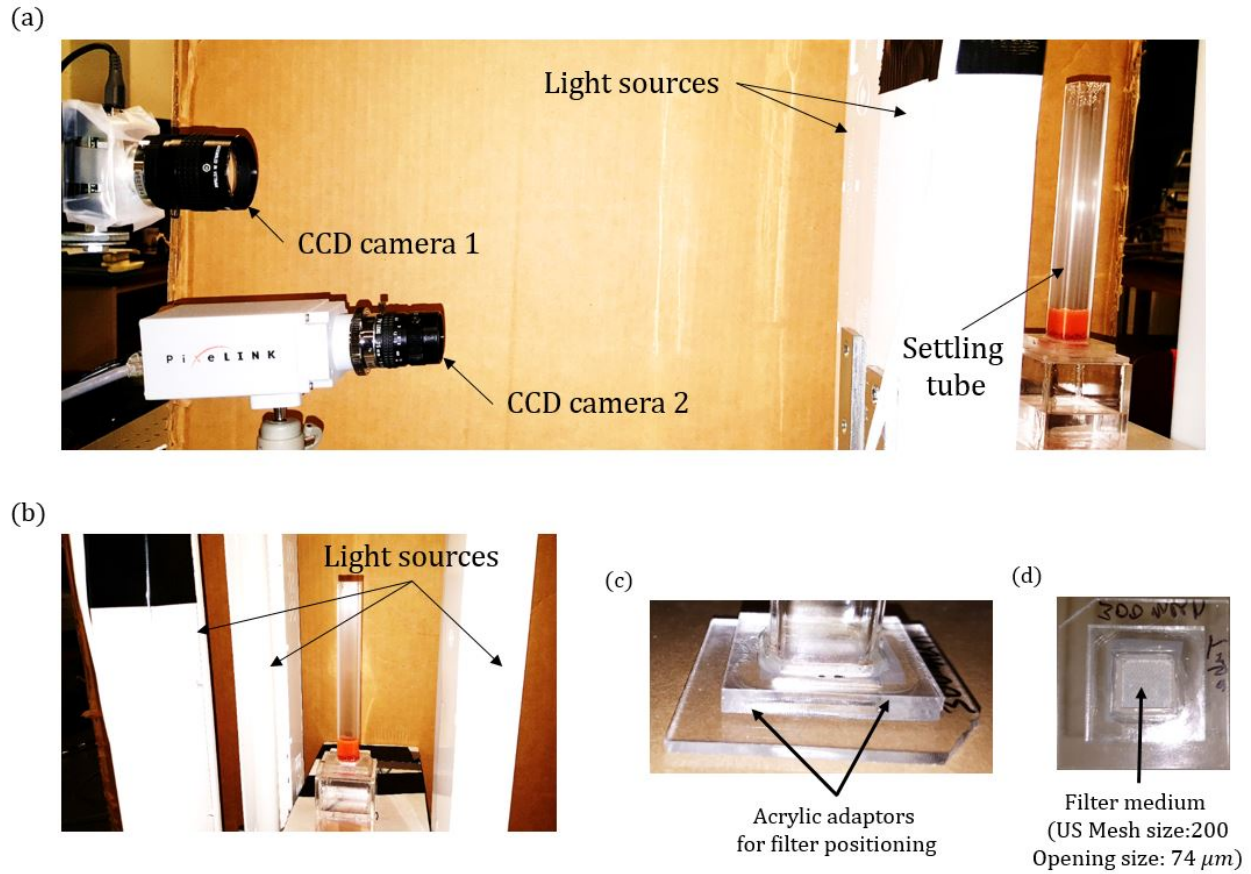 (a)
Light sources
CCD camera 1
PixeLINK
CCD camera 2
Settling
tube
(b)
Light sources
(c)
Acrylic adaptors
for filter positioning
(d)
300 mesh
Filter medium
(US Mesh size:200
Opening size: 74 μm)